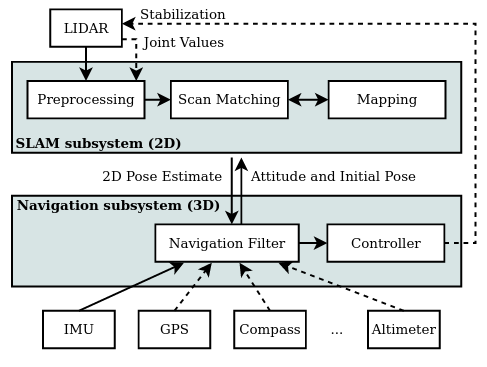 Stabilization
LIDAR
Joint Values
Preprocessing
Scan Matching
Mapping
SLAM subsystem (2D)
2D Pose Estimate
Attitude and Initial Pose
Navigation subsystem (3D)
Navigation Filter
Controller
IMU
GPS
Compass
...
Altimeter